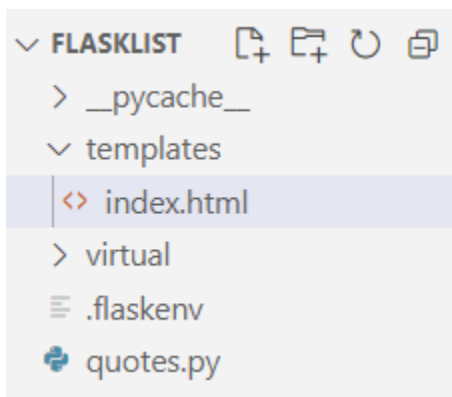 FLASKLIST
__pycache__
templates
index.html
virtual
.flaskenv
quotes.py